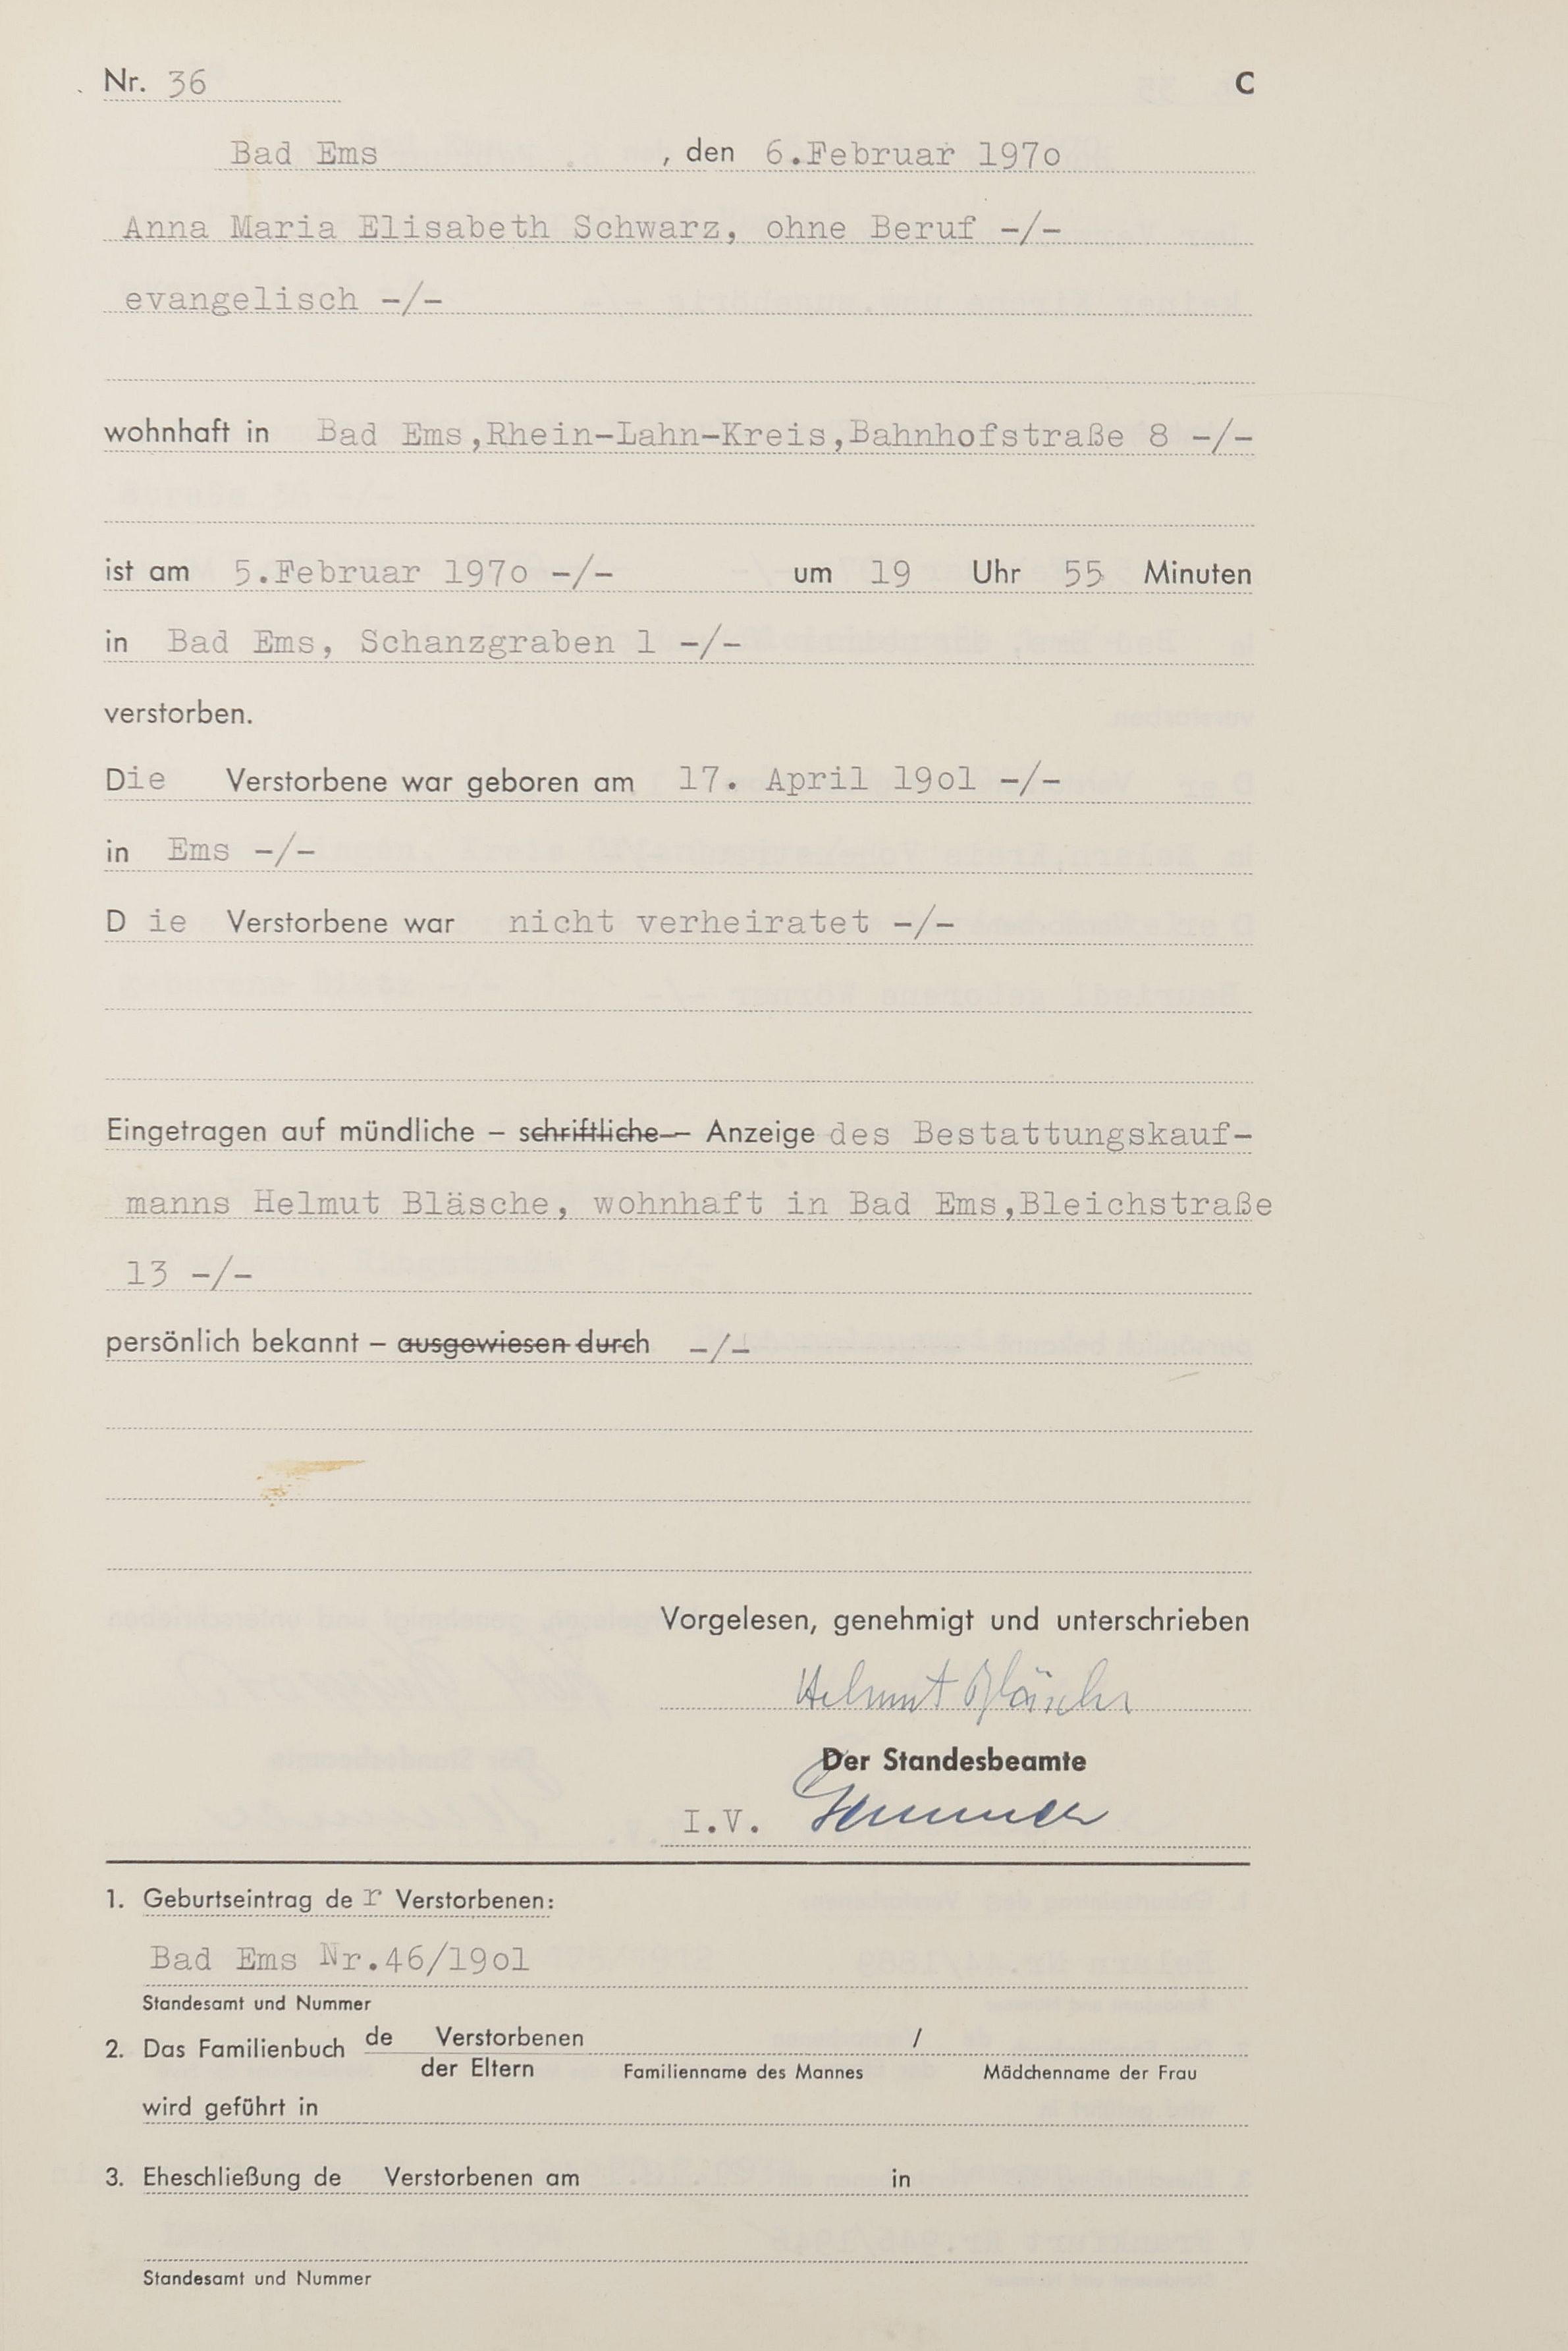 Nr. 36 C
Bad Ems , den 6.Februar 197o
Anna Maria Elisabeth Schwarz, ohne Beruf -/-
evangelisch -/-
wohnhaft in Bad Ems,Rhein-Lahn-Kreis,Bahnhofstraße 8 -/-
ist am 5.Februar 197o -/- um 19 Uhr 55 Minuten
in Bad Ems, Schanzgraben 1 -/-
verstorben.
Die Verstorbene war geboren am 17. April 19o1 -/-
in Ems -/-
D ie Verstorbene war nicht verheiratet -/-
Eingetragen auf mündliche – schriftliche – Anzeige des Bestattungskauf-
manns Helmut Bläsche, wohnhaft in Bad Ems,Bleichstraße
13 -/-
persönlich bekannt – ausgewiesen durch -/-
Vorgelesen, genehmigt und unterschrieben
Helmut Bläsche
Der Standesbeamte
I.V.
1. Geburtseintrag de r Verstorbenen:
Bad Ems Nr.46/19o1
Standesamt und Nummer
2. Das Familienbuch de Verstorbenen /
der Eltern Familienname des Mannes Mädchenname der Frau
wird geführt in
3. Eheschließung de Verstorbenen am in
Standesamt und Nummer